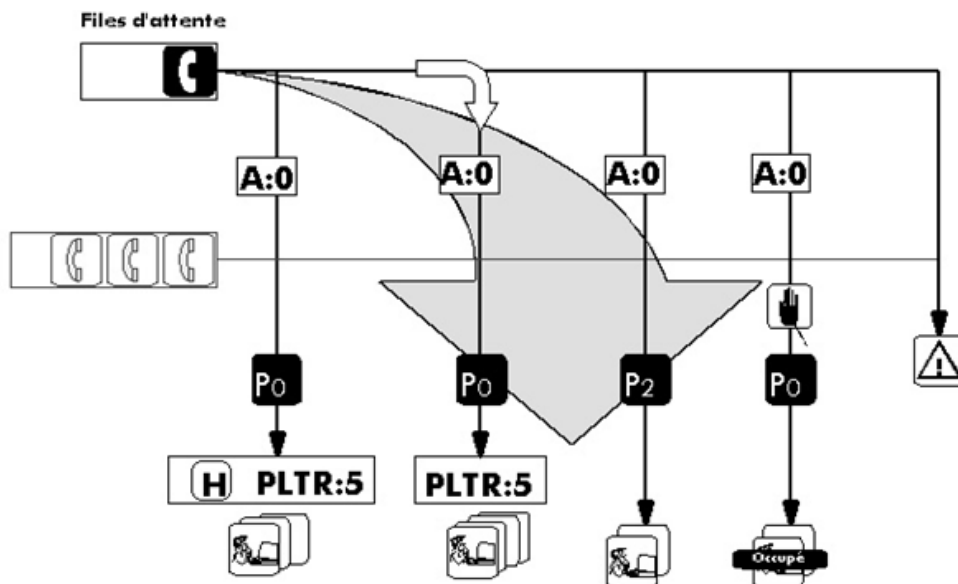 Files d'attente
A:0 A:0 A:0 A:0
P0 P0 P2 P0
H PLTR:5 PLTR:5
Occupé